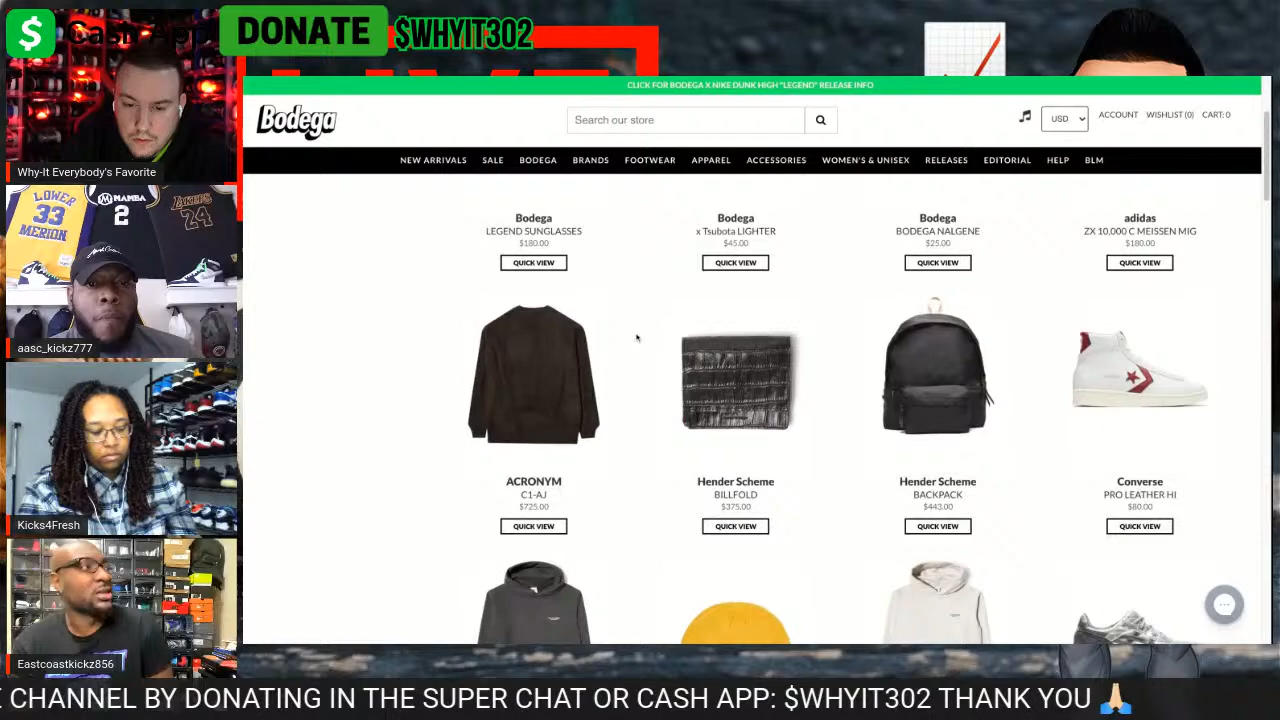 Cash App
DONATE
$WHYIT302
Why-It Everybody's Favorite
LOWER
33
MERION
MAMBA
2
LAKERS
24
aasc_kickz777
Kicks4Fresh
Eastcoastkickz856
CLICK FOR BODEGA X NIKE DUNK HIGH "LEGEND" RELEASE INFO
Bodega
Search our store
USD
ACCOUNT
WISHLIST (0)
CART: 0
NEW ARRIVALS SALE BODEGA BRANDS FOOTWEAR APPAREL ACCESSORIES WOMEN'S & UNISEX RELEASES EDITORIAL HELP BLM
Bodega
LEGEND SUNGLASSES
$180.00
QUICK VIEW
Bodega
x Tsubota LIGHTER
$45.00
QUICK VIEW
Bodega
BODEGA NALGENE
$25.00
QUICK VIEW
adidas
ZX 10,000 C MEISSEN MIG
$180.00
QUICK VIEW
ACRONYM
C1-AJ
$725.00
QUICK VIEW
Hender Scheme
BILLFOLD
$375.00
QUICK VIEW
Hender Scheme
BACKPACK
$443.00
QUICK VIEW
Converse
PRO LEATHER HI
$80.00
QUICK VIEW
CHANNEL BY DONATING IN THE SUPER CHAT OR CASH APP: $WHYIT302 THANK YOU 🙏🏼